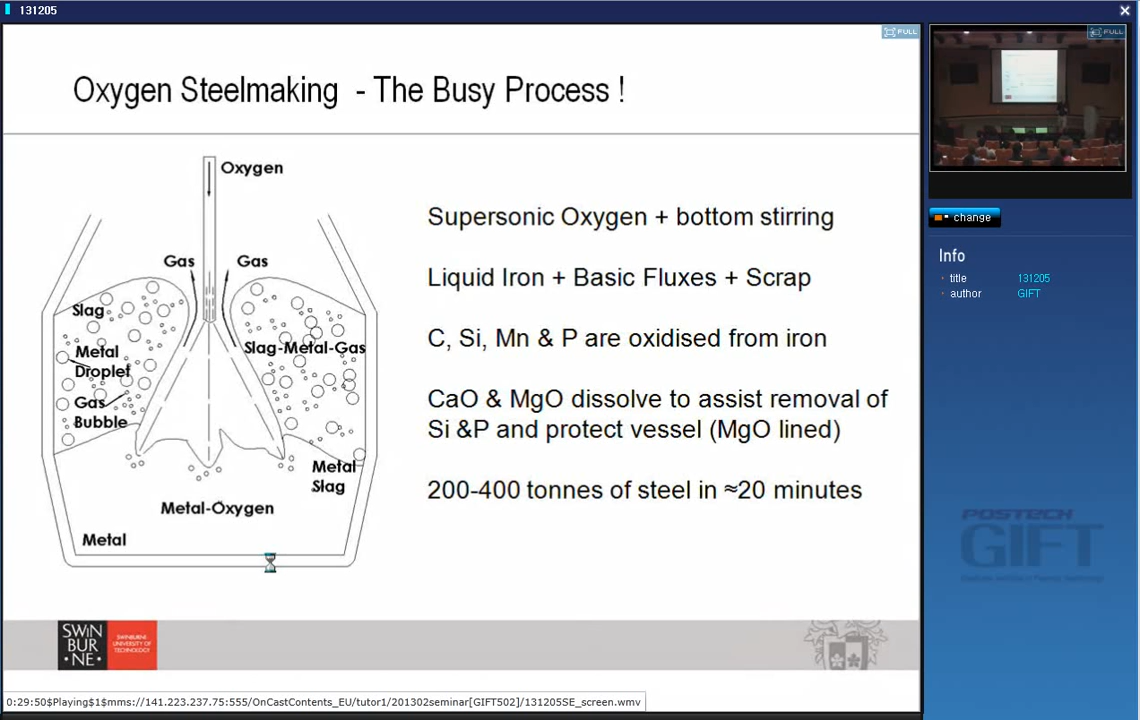 131205
FULL
FULL
Oxygen Steelmaking - The Busy Process !
Oxygen
Gas
Gas
Slag
Metal
Droplet
Slag-Metal-Gas
Gas
Bubble
Metal
Slag
Metal-Oxygen
Metal
Supersonic Oxygen + bottom stirring
Liquid Iron + Basic Fluxes + Scrap
C, Si, Mn & P are oxidised from iron
CaO & MgO dissolve to assist removal of
Si &P and protect vessel (MgO lined)
200-400 tonnes of steel in ≈20 minutes
SWIN
BUR
•NE•
SWINBURNE
UNIVERSITY OF
TECHNOLOGY
change
Info
title 131205
author GIFT
POSTECH
GIFT
0:29:50$Playing$1$mms://141.223.237.75:555/OnCastContents_EU/tutor1/201302seminar[GIFT502]/131205SE_screen.wmv